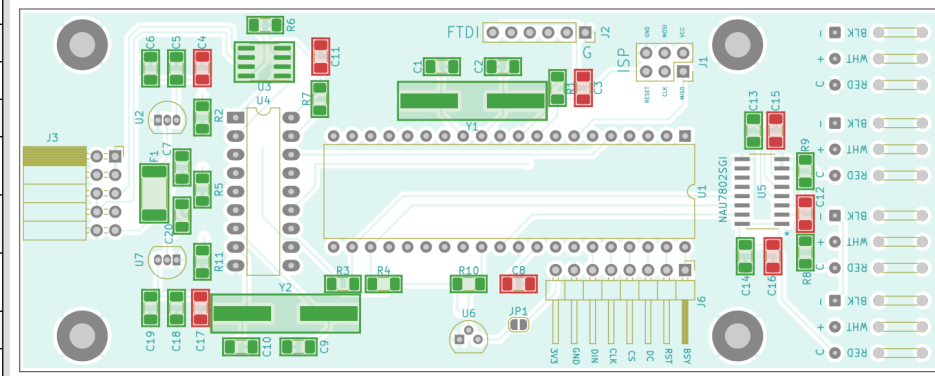 R6
FTDI
J2
G
GND MOSI VCC
ISP
J1
RESET CLK MISO
C6 C5 C4
C11
U3
C1 C2
R1
C3
R7
U4
U2
R2
Y1
J3
C7
F1
R5
C20
U7
R11
U1
C13 C15
R9
NAU7802SGI
U5
C12
*
C14 C16
R8
R3 R4
R10 C8
Y2
J6
U6
JP1
C19 C18 C17
C10 C9
3V3 GND DIN CLK CS DC RST BSY
– BLK
+ WHT
C RED
– BLK
+ WHT
C RED
– BLK
+ WHT
C RED
– BLK
+ WHT
C RED